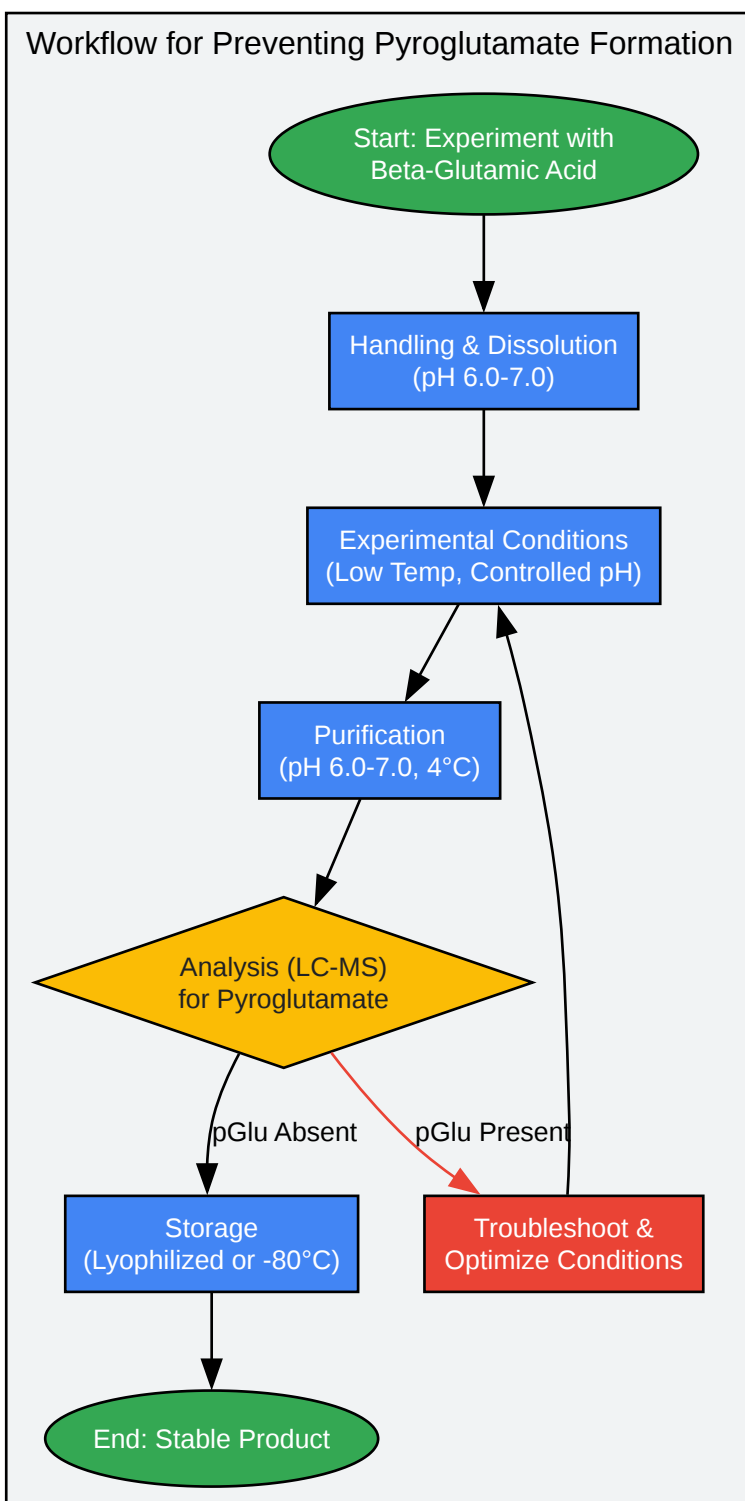 Workflow for Preventing Pyroglutamate Formation
Start: Experiment with
Beta-Glutamic Acid
Handling & Dissolution
(pH 6.0-7.0)
Experimental Conditions
(Low Temp, Controlled pH)
Purification
(pH 6.0-7.0, 4°C)
Analysis (LC-MS)
for Pyroglutamate
pGlu Absent
pGlu Present
Storage
(Lyophilized or -80°C)
Troubleshoot &
Optimize Conditions
End: Stable Product